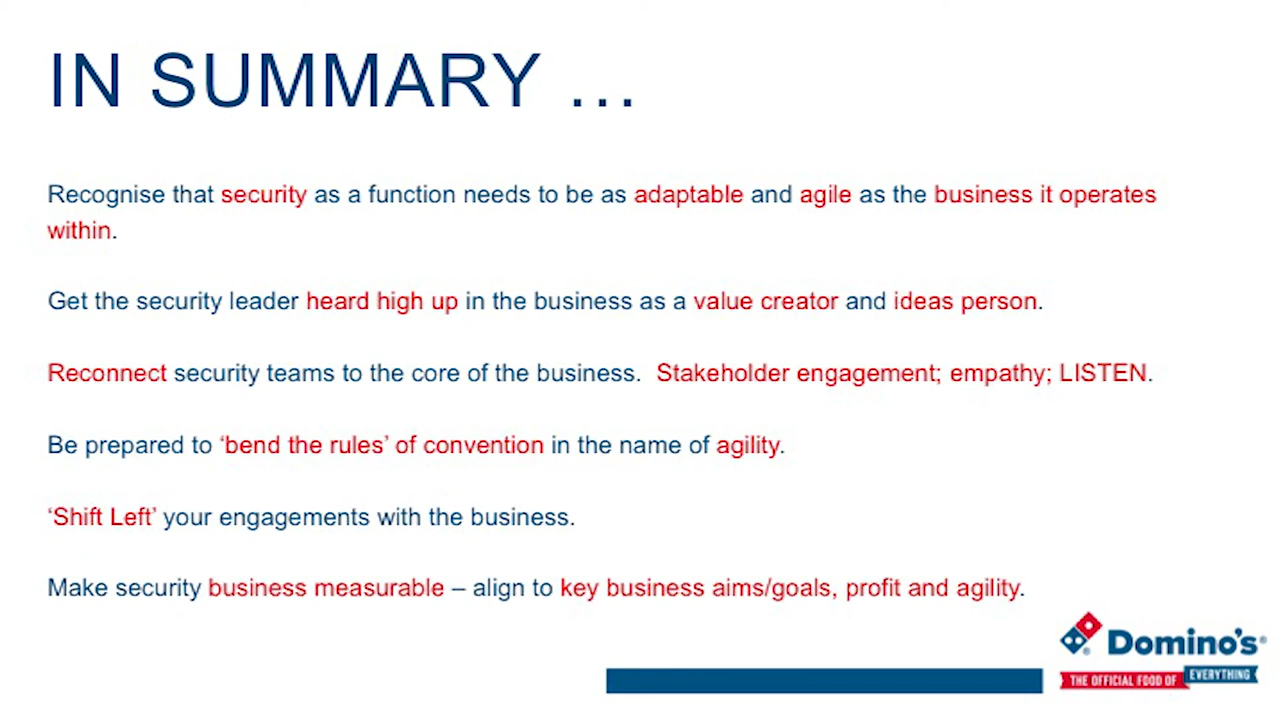 IN SUMMARY ...
Recognise that security as a function needs to be as adaptable and agile as the business it operates
within.
Get the security leader heard high up in the business as a value creator and ideas person.
Reconnect security teams to the core of the business.  Stakeholder engagement; empathy; LISTEN.
Be prepared to ‘bend the rules’ of convention in the name of agility.
‘Shift Left’ your engagements with the business.
Make security business measurable – align to key business aims/goals, profit and agility.
Domino's®
THE OFFICIAL FOOD OF EVERYTHING